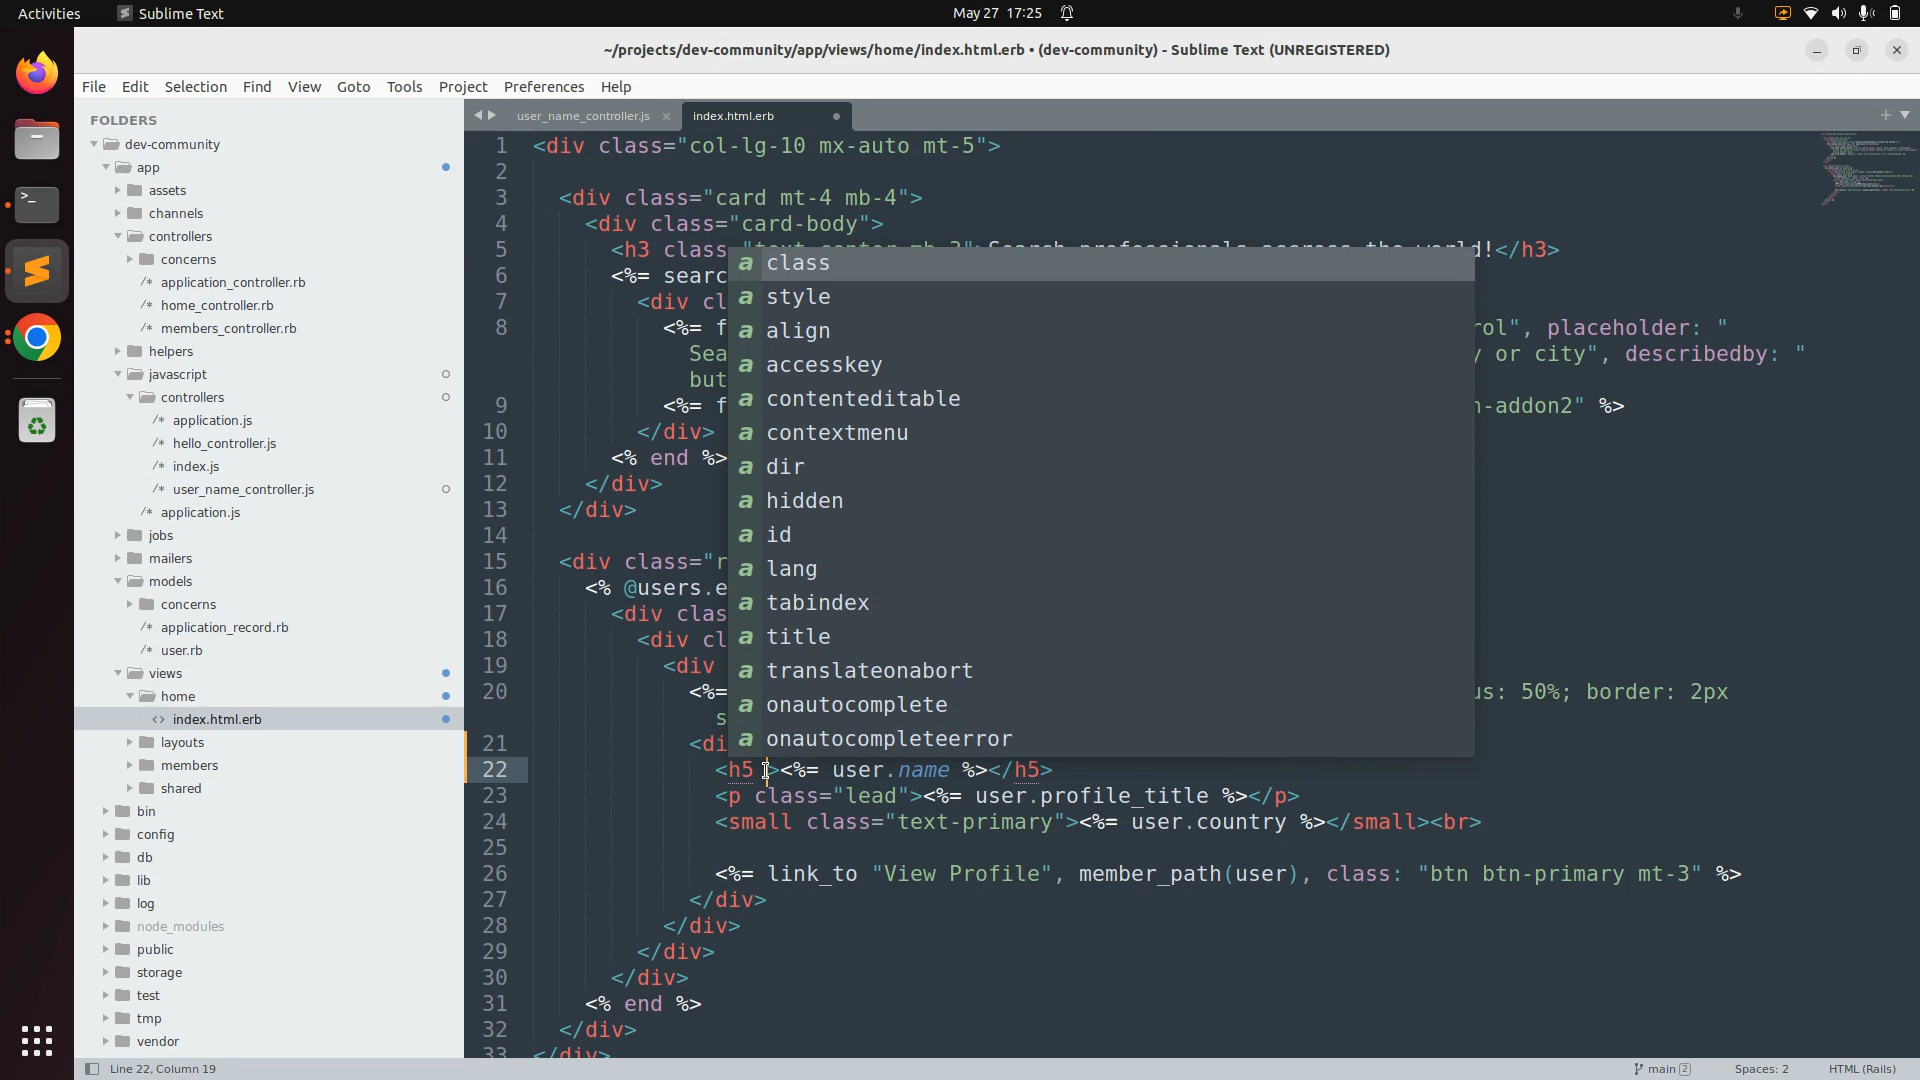 Activities
Sublime Text
May 27 17:25
~/projects/dev-community/app/views/home/index.html.erb • (dev-community) - Sublime Text (UNREGISTERED)
File Edit Selection Find View Goto Tools Project Preferences Help
FOLDERS
dev-community
app
assets
channels
controllers
concerns
application_controller.rb
home_controller.rb
members_controller.rb
helpers
javascript
controllers
application.js
hello_controller.js
index.js
user_name_controller.js
application.js
jobs
mailers
models
concerns
application_record.rb
user.rb
views
home
index.html.erb
layouts
members
shared
bin
config
db
lib
log
node_modules
public
storage
test
tmp
vendor
user_name_controller.js
index.html.erb
1 <div class="col-lg-10 mx-auto mt-5">
2
3 <div class="card mt-4 mb-4">
4 <div class="card-body">
5 <h3 class="text-center mb-3">Search professionals accross the world!</h3>
6 <%= searc
7 <div cl
8 <%= f rol", placeholder: "
Sea y or city", describedby: "
but
9 <%= f n-addon2" %>
10 </div>
11 <% end %>
12 </div>
13 </div>
14
15 <div class="r
16 <% @users.e
17 <div clas
18 <div cl
19 <div
20 <%= us: 50%; border: 2px
s
21 <di
22 <h5 ><%= user.name %></h5>
23 <p class="lead"><%= user.profile_title %></p>
24 <small class="text-primary"><%= user.country %></small><br>
25
26 <%= link_to "View Profile", member_path(user), class: "btn btn-primary mt-3" %>
27 </div>
28 </div>
29 </div>
30 </div>
31 <% end %>
32 </div>
33 </div>
a class
a style
a align
a accesskey
a contenteditable
a contextmenu
a dir
a hidden
a id
a lang
a tabindex
a title
a translateonabort
a onautocomplete
a onautocompleteerror
Line 22, Column 19
main 2
Spaces: 2
HTML (Rails)